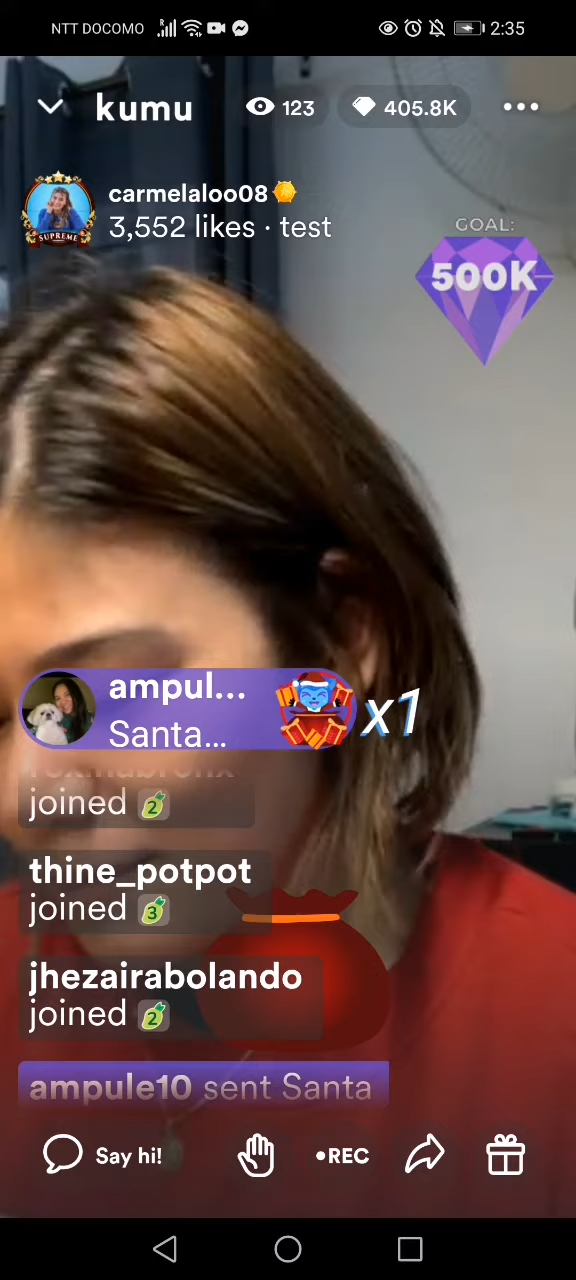 NTT DOCOMO
2:35
kumu
123
405.8K
carmelaloo08
3,552 likes · test
SUPREME
GOAL:
500K
ampul...
Santa...
x1
joined 2
thine_potpot
joined 3
jhezairabolando
joined 2
ampule10 sent Santa
Say hi!
•REC